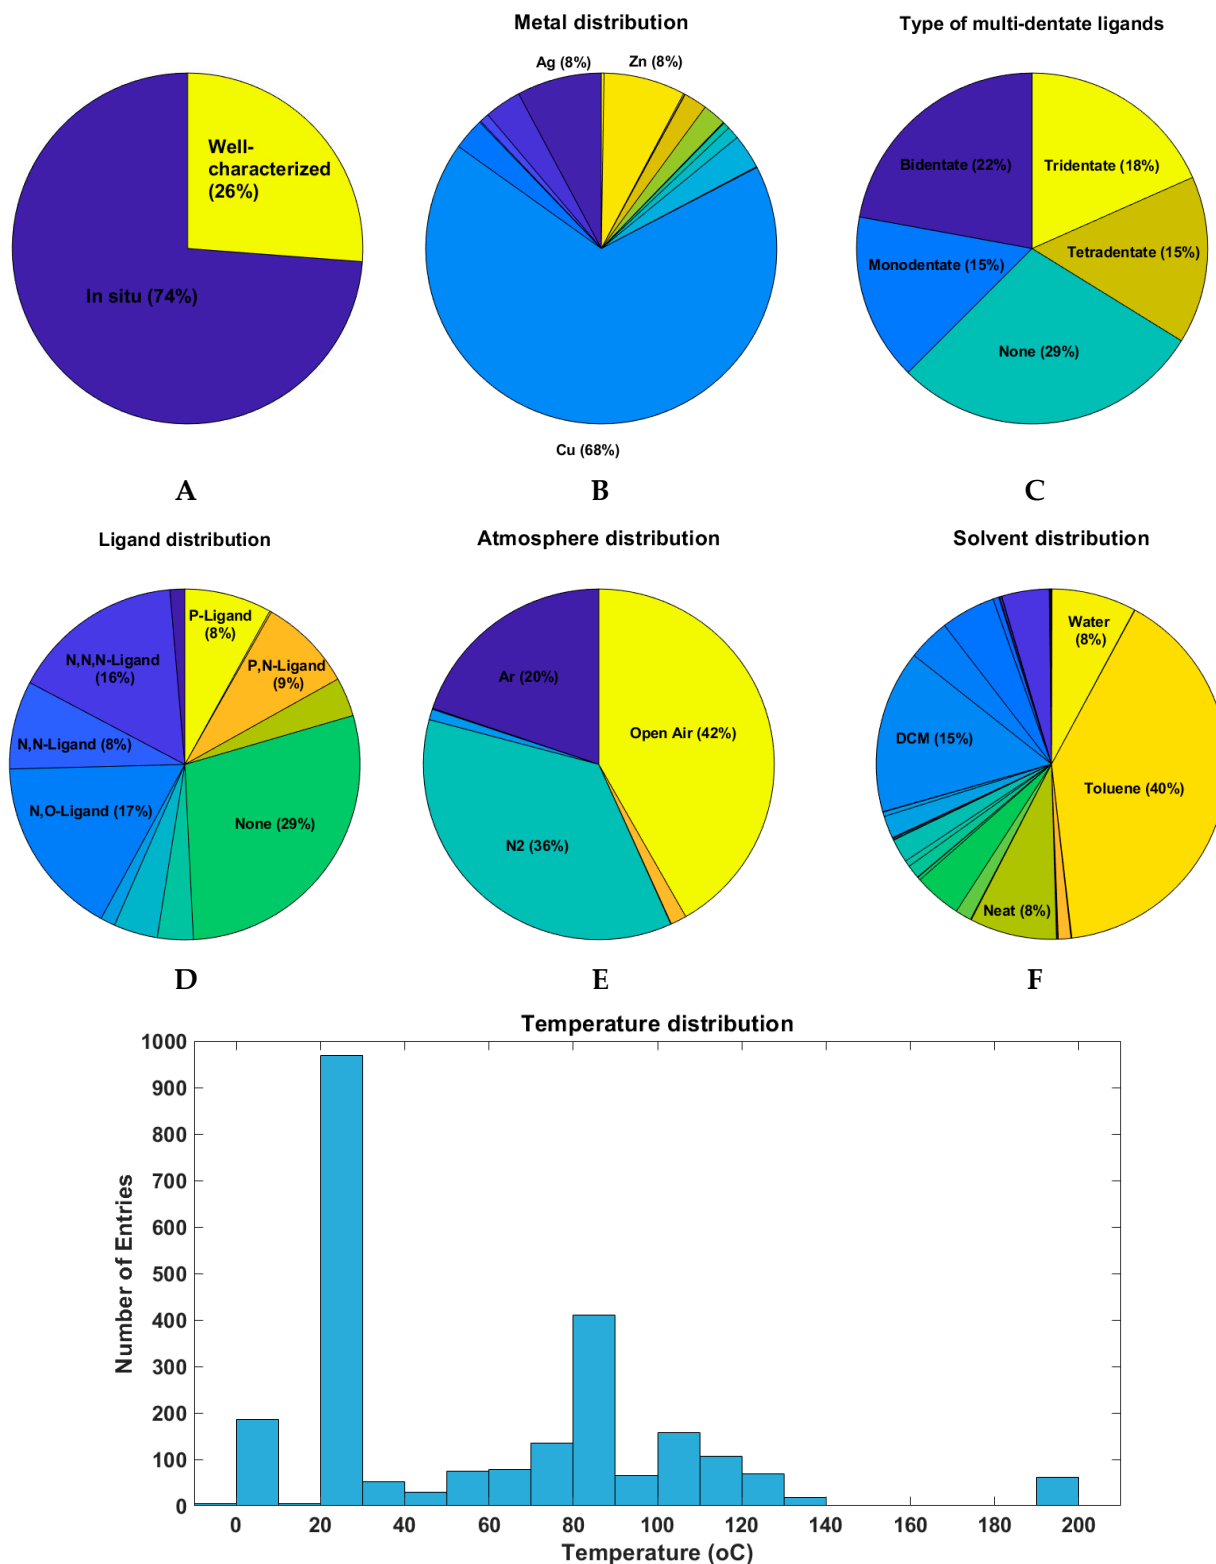 Metal distribution
Type of multi-dentate ligands
Ag (8%)
Zn (8%)
Well-
characterized
(26%)
In situ (74%)
Cu (68%)
Bidentate (22%)
Tridentate (18%)
Monodentate (15%)
Tetradentate (15%)
None (29%)
A
B
C
Ligand distribution
Atmosphere distribution
Solvent distribution
P-Ligand
(8%)
N,N,N-Ligand
(16%)
P,N-Ligand
(9%)
N,N-Ligand (8%)
N,O-Ligand (17%)
None (29%)
Ar (20%)
Open Air (42%)
N2 (36%)
Water
(8%)
DCM (15%)
Toluene (40%)
Neat (8%)
D
E
F
Temperature distribution
1000
900
800
700
600
500
400
300
200
100
0
Number of Entries
0 20 40 60 80 100 120 140 160 180 200
Temperature (oC)